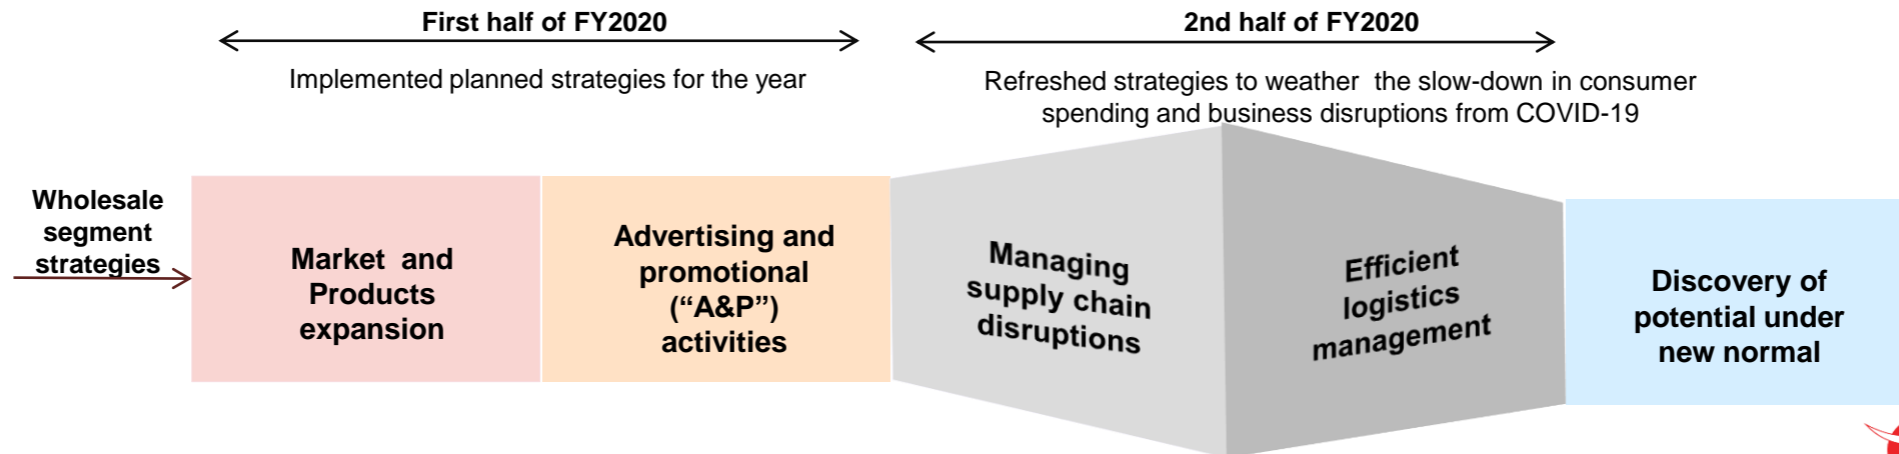 First half of FY2020
Implemented planned strategies for the year
2nd half of FY2020
Refreshed strategies to weather the slow-down in consumer
spending and business disruptions from COVID-19
Wholesale
segment
strategies
Market and
Products
expansion
Advertising and
promotional
(“A&P”)
activities
Managing
supply chain
disruptions
Efficient
logistics
management
Discovery of
potential under
new normal